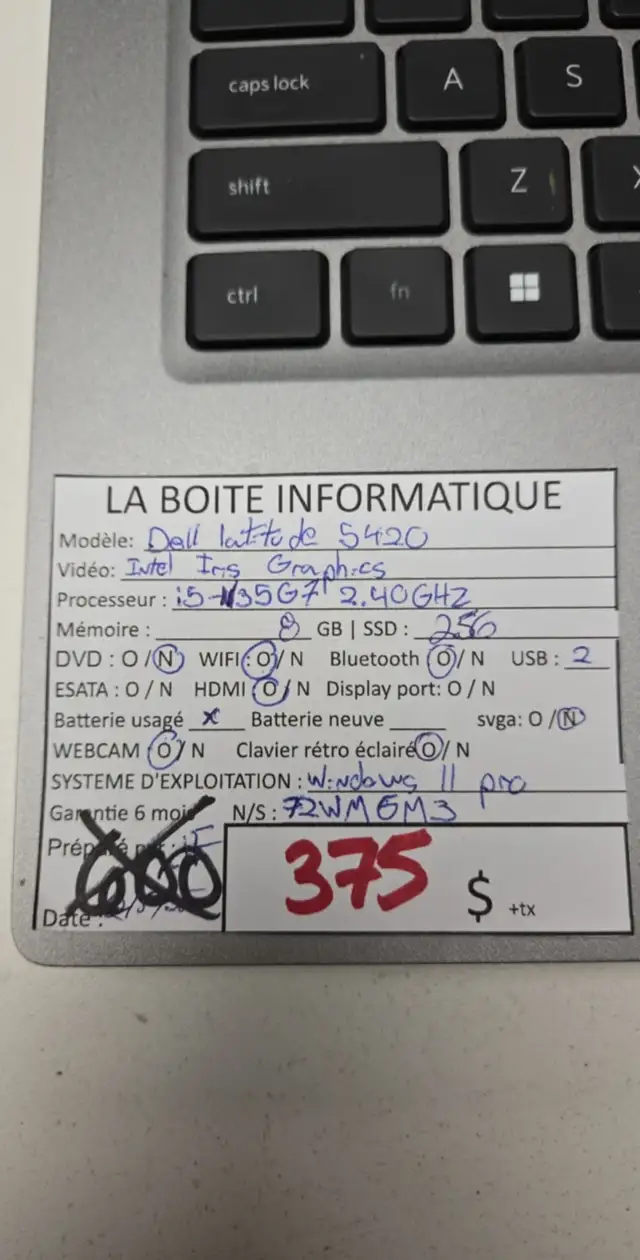 caps lock A S
shift Z
ctrl fn
LA BOITE INFORMATIQUE
Modèle: Dell latitude 5420
Vidéo: Intel Iris Graphics
Processeur : i5-1135G7 2.40GHZ
Mémoire : 8 GB | SSD : 256
DVD : O / N WIFI : O / N Bluetooth O / N USB : 2
ESATA : O / N HDMI O / N Display port: O / N
Batterie usagé x Batterie neuve svga: O / N
WEBCAM O / N Clavier rétro éclairé O / N
SYSTEME D'EXPLOITATION : Windows 11 pro
Garantie 6 mois N/S :
Préparé par :
600 375 $ +tx
Date :